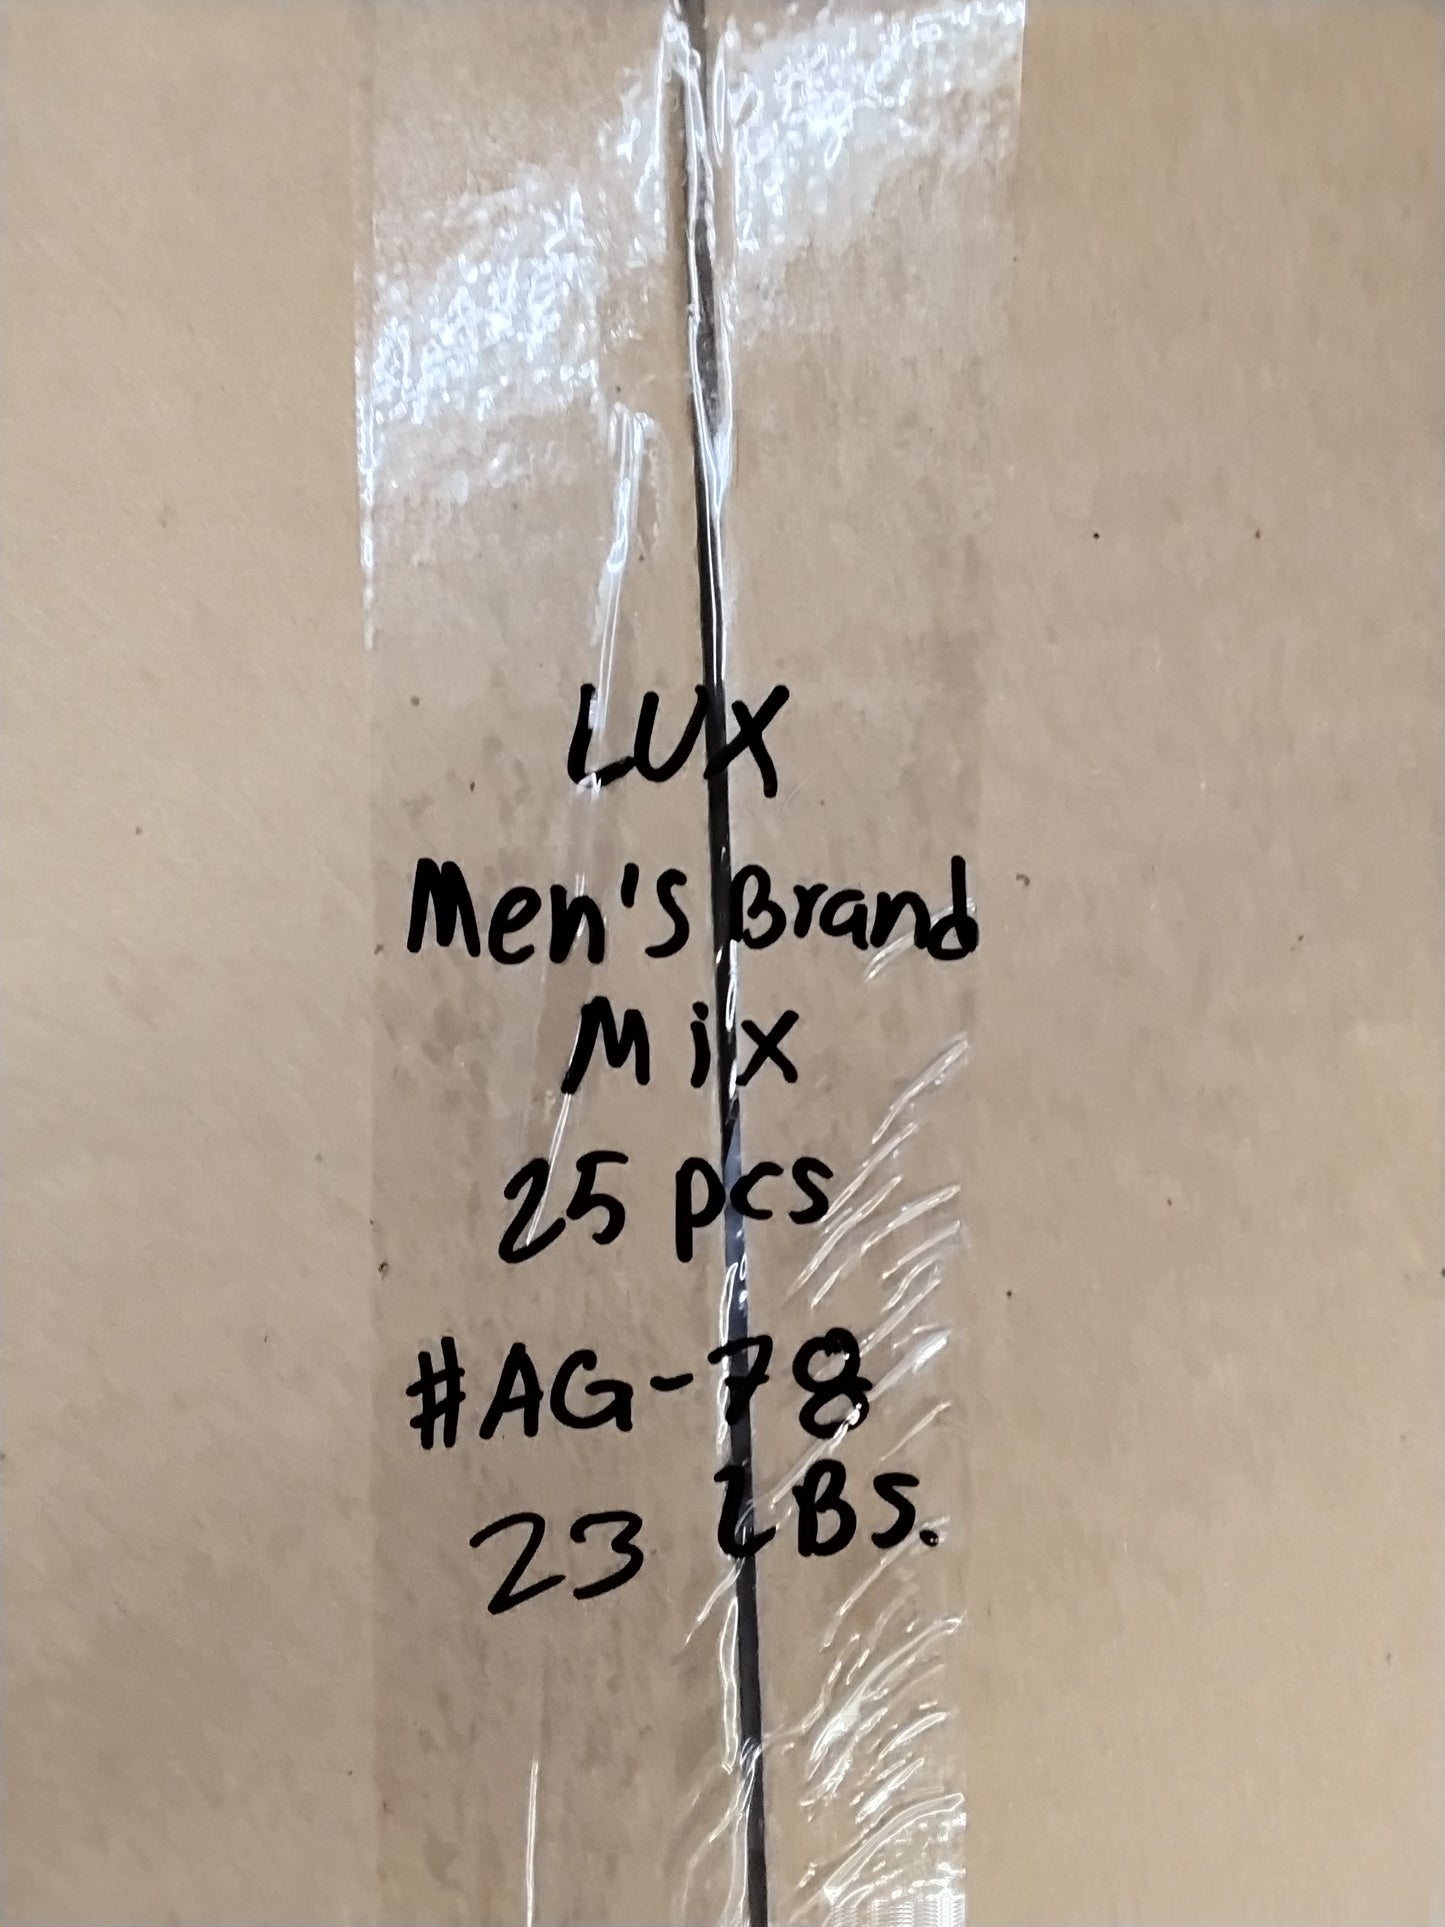 LUX
Men's Brand
Mix
25 pcs
#AG-78
23 LBS.